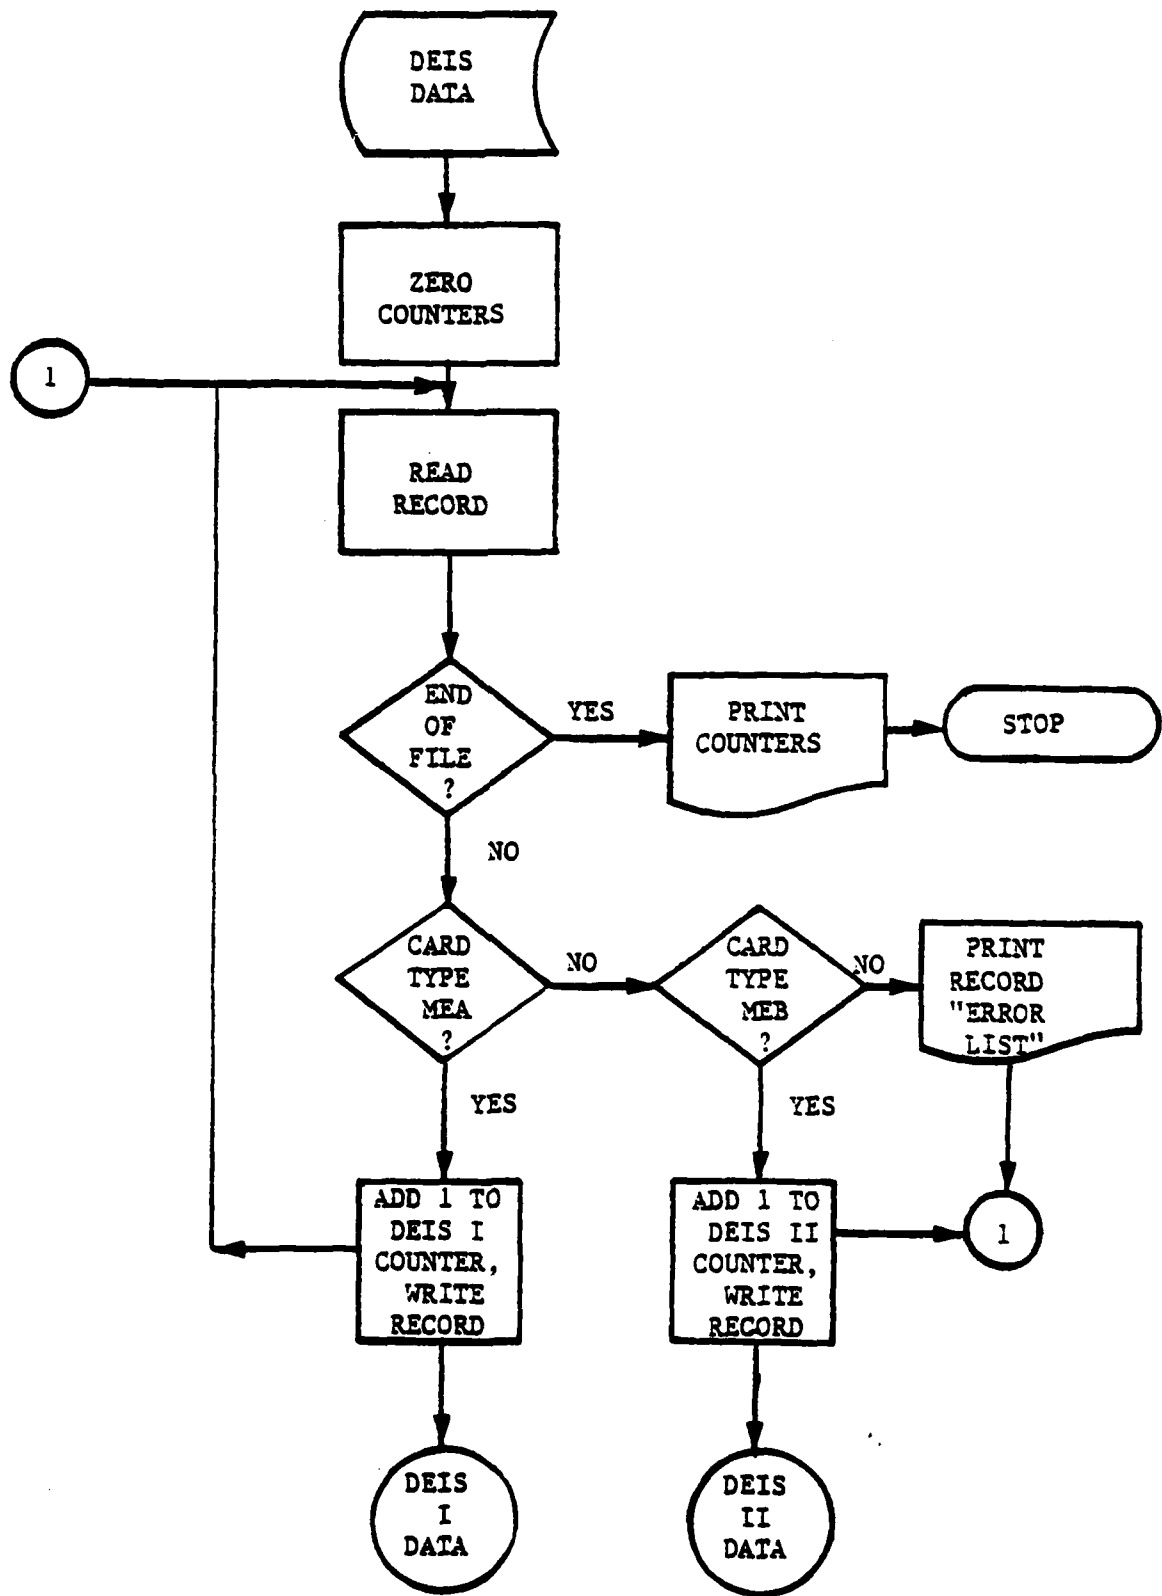 DEIS
DATA
ZERO
COUNTERS
1
READ
RECORD
END
OF
FILE
?
YES
PRINT
COUNTERS
STOP
NO
CARD
TYPE
MEA
?
NO
CARD
TYPE
MEB
?
NO
PRINT
RECORD
"ERROR
LIST"
YES
YES
ADD 1 TO
DEIS I
COUNTER,
WRITE
RECORD
ADD 1 TO
DEIS II
COUNTER,
WRITE
RECORD
1
DEIS
I
DATA
DEIS
II
DATA